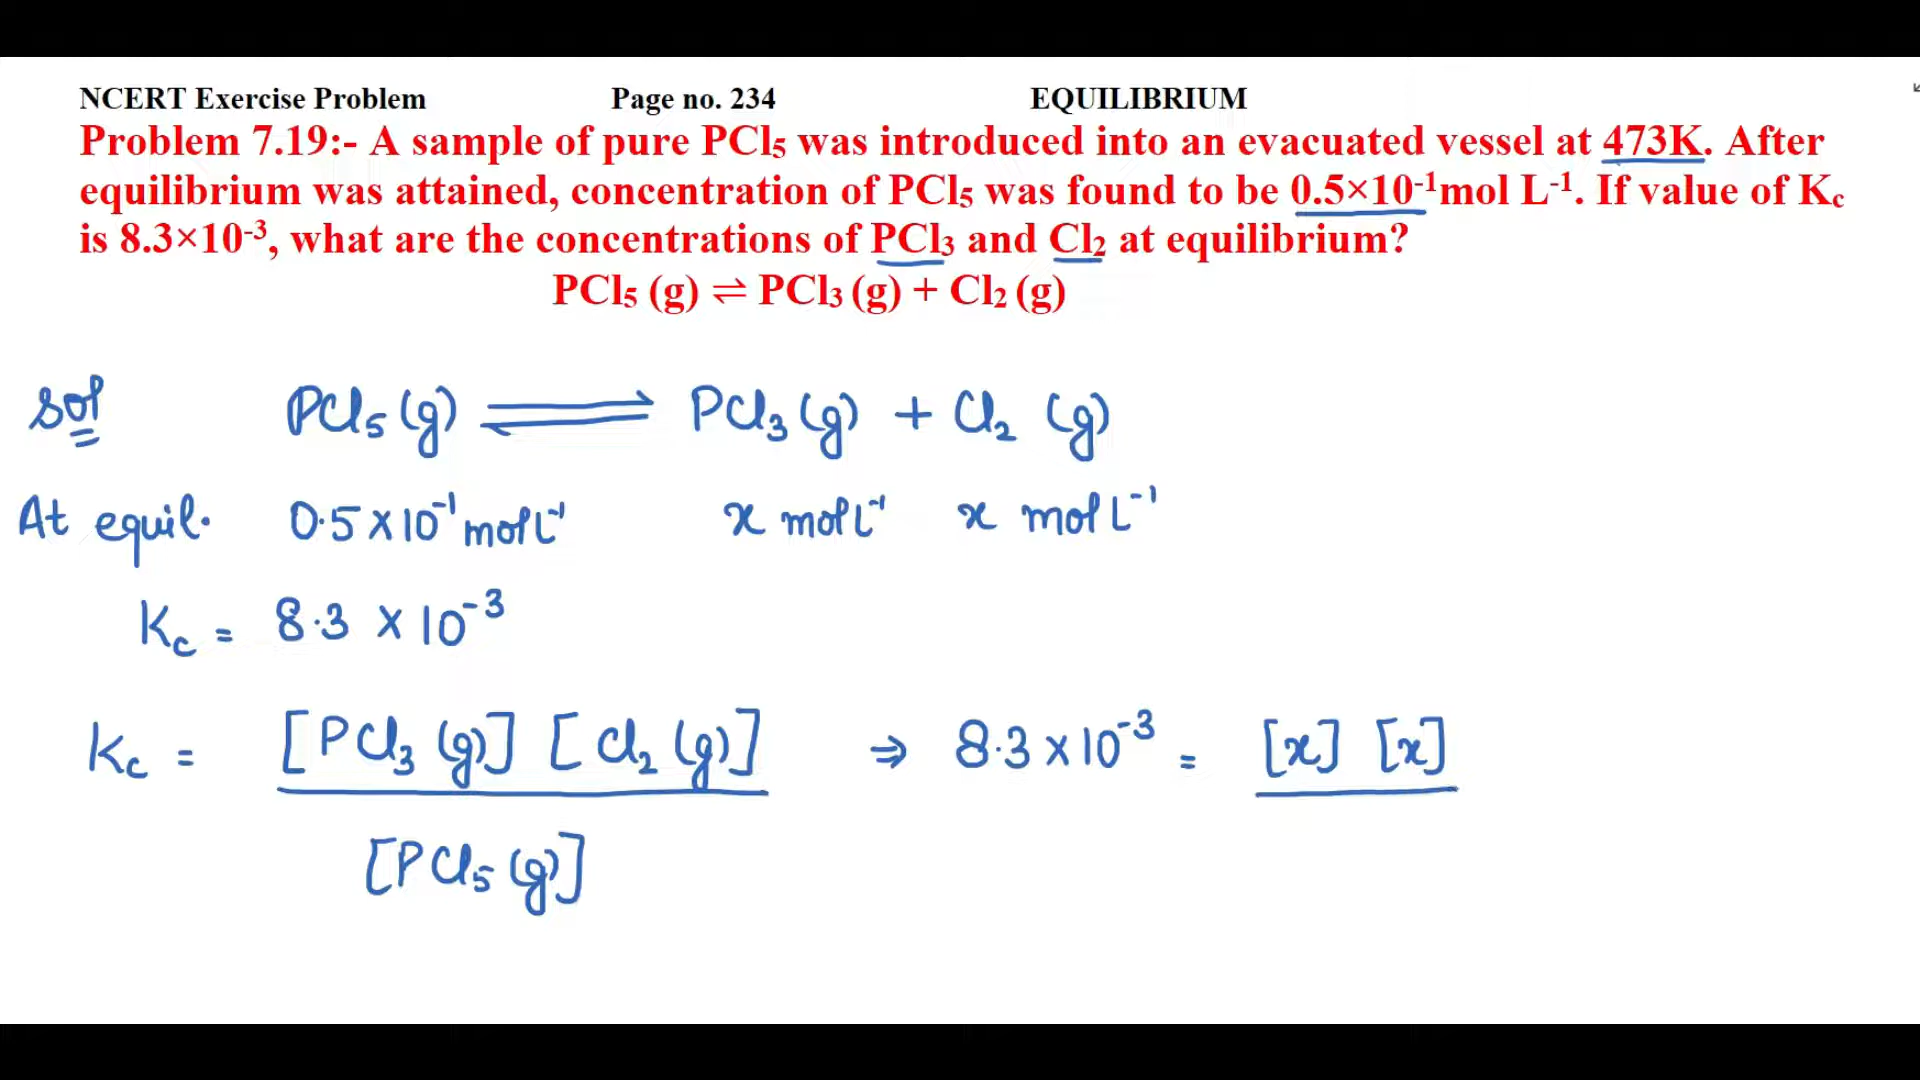 NCERT Exercise Problem Page no. 234 EQUILIBRIUM
Problem 7.19:- A sample of pure PCl₅ was introduced into an evacuated vessel at 473K. After
equilibrium was attained, concentration of PCl₅ was found to be 0.5×10⁻¹mol L⁻¹. If value of Kc
is 8.3×10⁻³, what are the concentrations of PCl₃ and Cl₂ at equilibrium?
PCl₅ (g) ⇌ PCl₃ (g) + Cl₂ (g)
Sol PCl₅ (g) ⇌ PCl₃ (g) + Cl₂ (g)
At equil. 0.5 × 10⁻¹ mol L⁻¹ x mol L⁻¹ x mol L⁻¹
Kc = 8.3 × 10⁻³
Kc = [PCl₃ (g)] [Cl₂ (g)] ⇒ 8.3 × 10⁻³ = [x] [x]
[PCl₅ (g)]